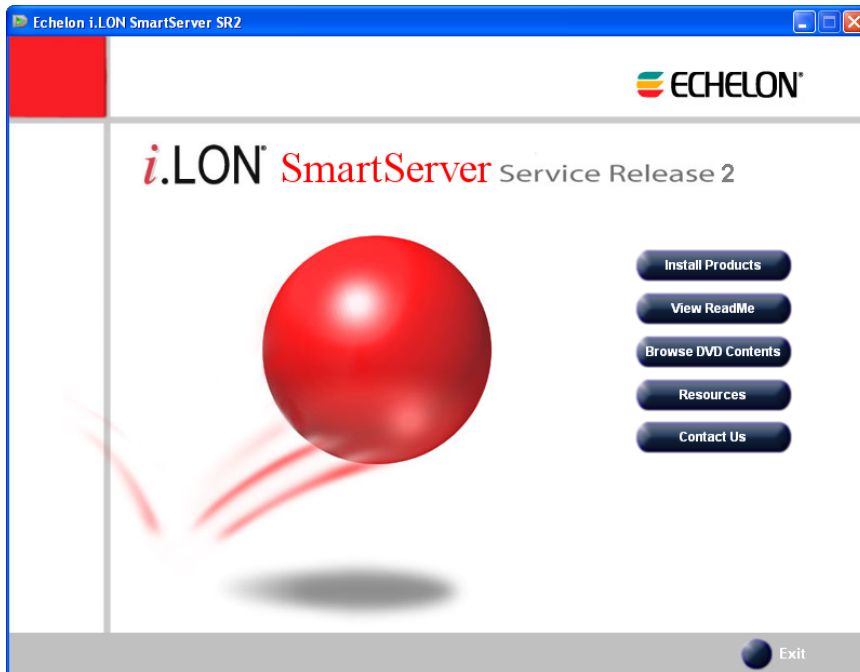 Echelon i.LON SmartServer SR2
ECHELON®
i.LON® SmartServer Service Release 2
Install Products
View ReadMe
Browse DVD Contents
Resources
Contact Us
Exit